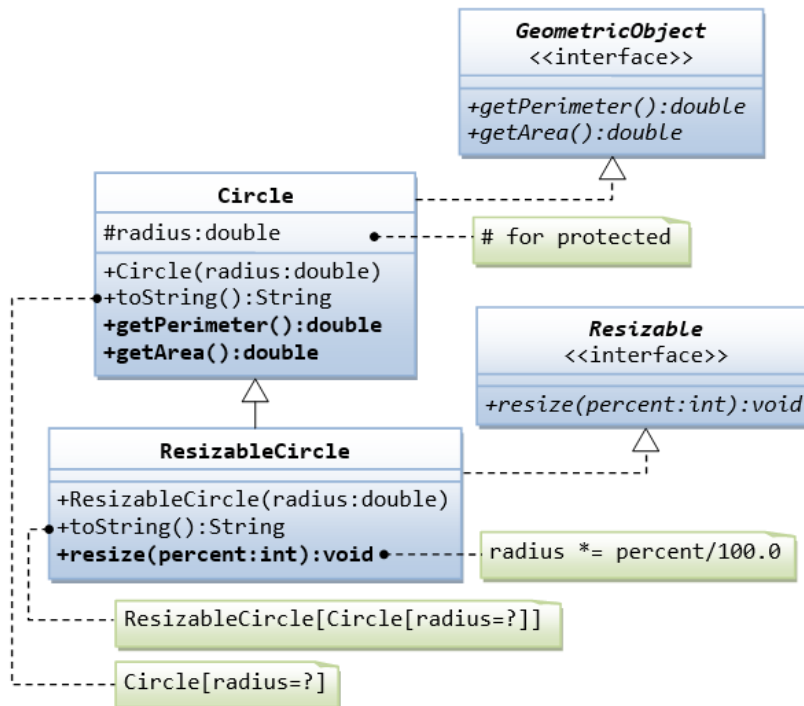 GeometricObject
<<interface>>
+getPerimeter():double
+getArea():double
Circle
#radius:double
# for protected
+Circle(radius:double)
+toString():String
+getPerimeter():double
+getArea():double
Resizable
<<interface>>
+resize(percent:int):void
ResizableCircle
+ResizableCircle(radius:double)
+toString():String
+resize(percent:int):void
radius *= percent/100.0
ResizableCircle[Circle[radius=?]]
Circle[radius=?]